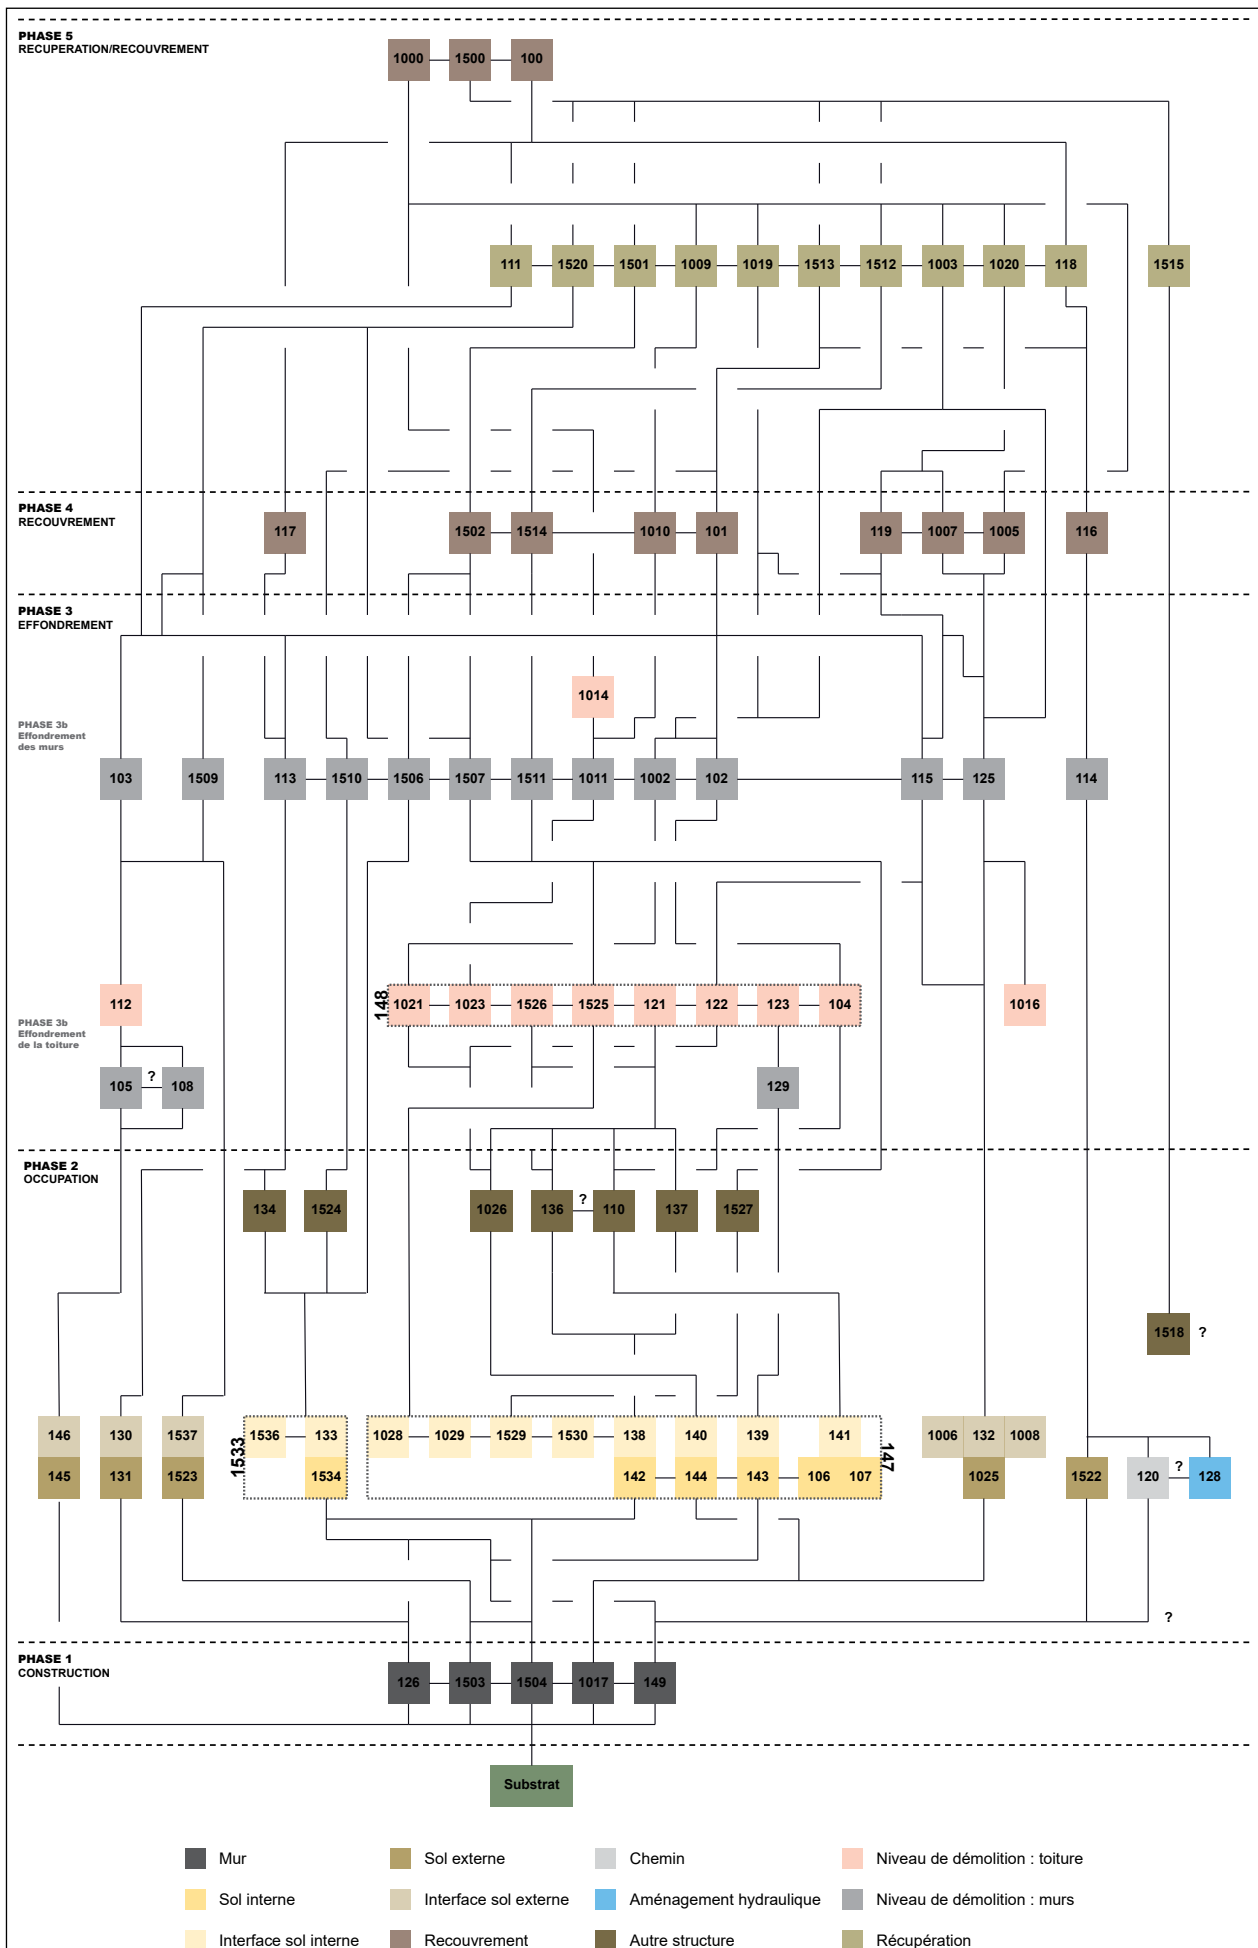 PHASE 5
RECUPERATION/RECOUVREMENT
1000 1500 100
111 1520 1501 1009 1019 1513 1512 1003 1020 118 1515
PHASE 4
RECOUVREMENT
117 1502 1514 1010 101 119 1007 1005 116
PHASE 3
EFFONDREMENT
1014
PHASE 3b
Effondrement
des murs
103 1509 113 1510 1506 1507 1511 1011 1002 102 115 125 114
148
112 1021 1023 1526 1525 121 122 123 104 1016
PHASE 3b
Effondrement
de la toiture
105 ? 108 129
PHASE 2
OCCUPATION
134 1524 1026 136 ? 110 137 1527
1518 ?
146 130 1537 1536 133 1028 1029 1529 1530 138 140 139 141 1006 132 1008
1533
147
145 131 1523 1534 142 144 143 106 107 1025 1522 120 ? 128
?
PHASE 1
CONSTRUCTION
126 1503 1504 1017 149
Substrat
Mur Sol externe Chemin Niveau de démolition : toiture
Sol interne Interface sol externe Aménagement hydraulique Niveau de démolition : murs
Interface sol interne Recouvrement Autre structure Récupération